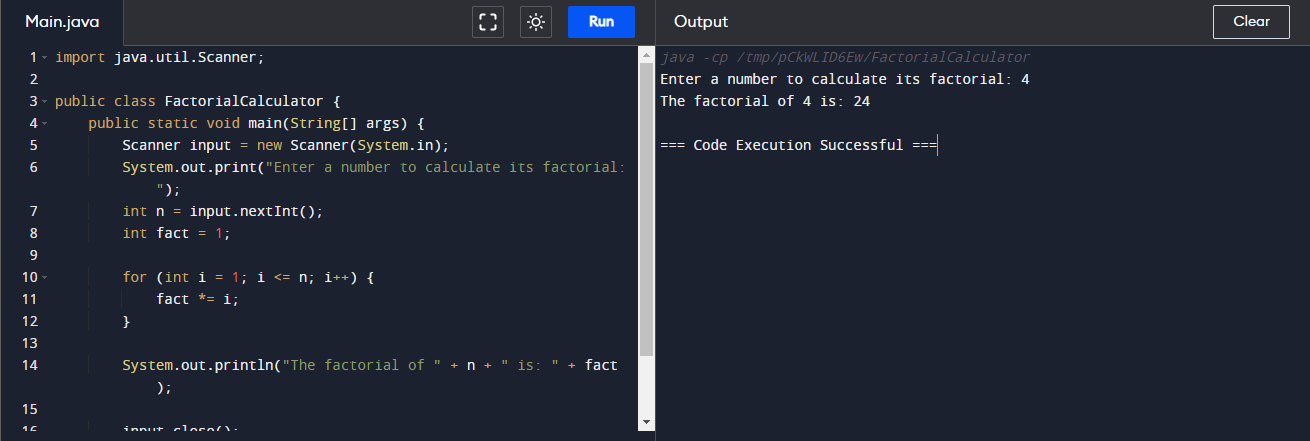 Main.java
Run
Output
Clear
1 import java.util.Scanner;
2
3 public class FactorialCalculator {
4 public static void main(String[] args) {
5 Scanner input = new Scanner(System.in);
6 System.out.print("Enter a number to calculate its factorial:
");
7 int n = input.nextInt();
8 int fact = 1;
9
10 for (int i = 1; i <= n; i++) {
11 fact *= i;
12 }
13
14 System.out.println("The factorial of " + n + " is: " + fact
);
15
16 input.close();
java -cp /tmp/pCkWLID6Ew/FactorialCalculator
Enter a number to calculate its factorial: 4
The factorial of 4 is: 24
=== Code Execution Successful ===